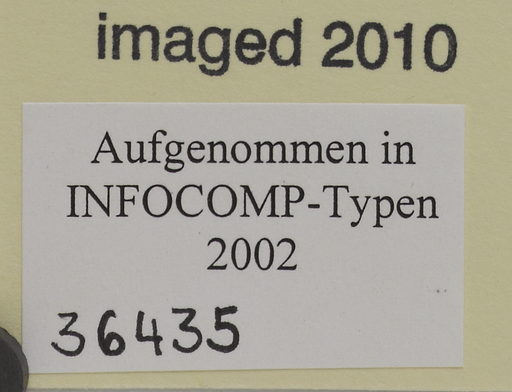 imaged 2010
Aufgenommen in
INFOCOMP-Typen
2002
36435